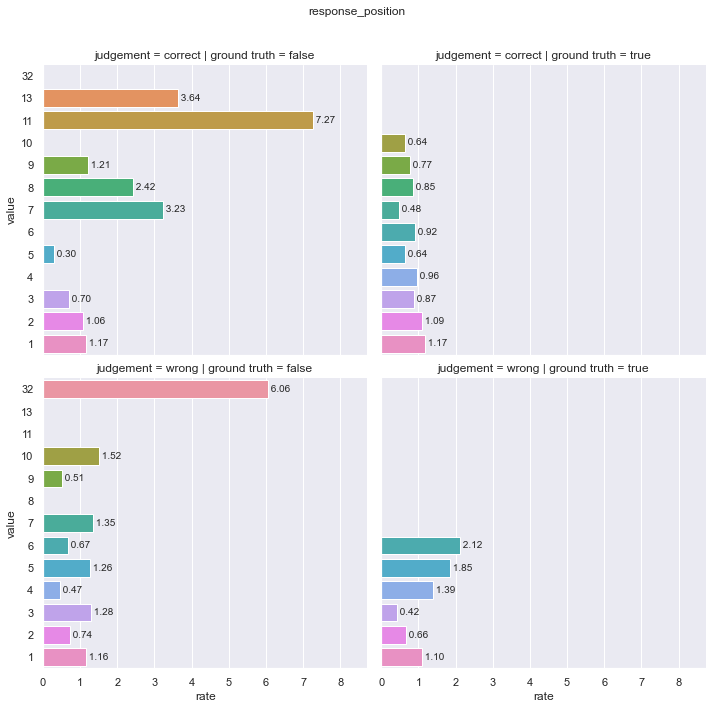 response_position
judgement = correct | ground truth = false
judgement = correct | ground truth = true
32
13 3.64
11 7.27
10 0.64
9 1.21 0.77
8 2.42 0.85
7 3.23 0.48
6 0.92
5 0.30 0.64
4 0.96
3 0.70 0.87
2 1.06 1.09
1 1.17 1.17
value
judgement = wrong | ground truth = false
judgement = wrong | ground truth = true
32 6.06
13
11
10 1.52
9 0.51
8
7 1.35
6 0.67 2.12
5 1.26 1.85
4 0.47 1.39
3 1.28 0.42
2 0.74 0.66
1 1.16 1.10
value
0 1 2 3 4 5 6 7 8
0 1 2 3 4 5 6 7 8
rate
rate